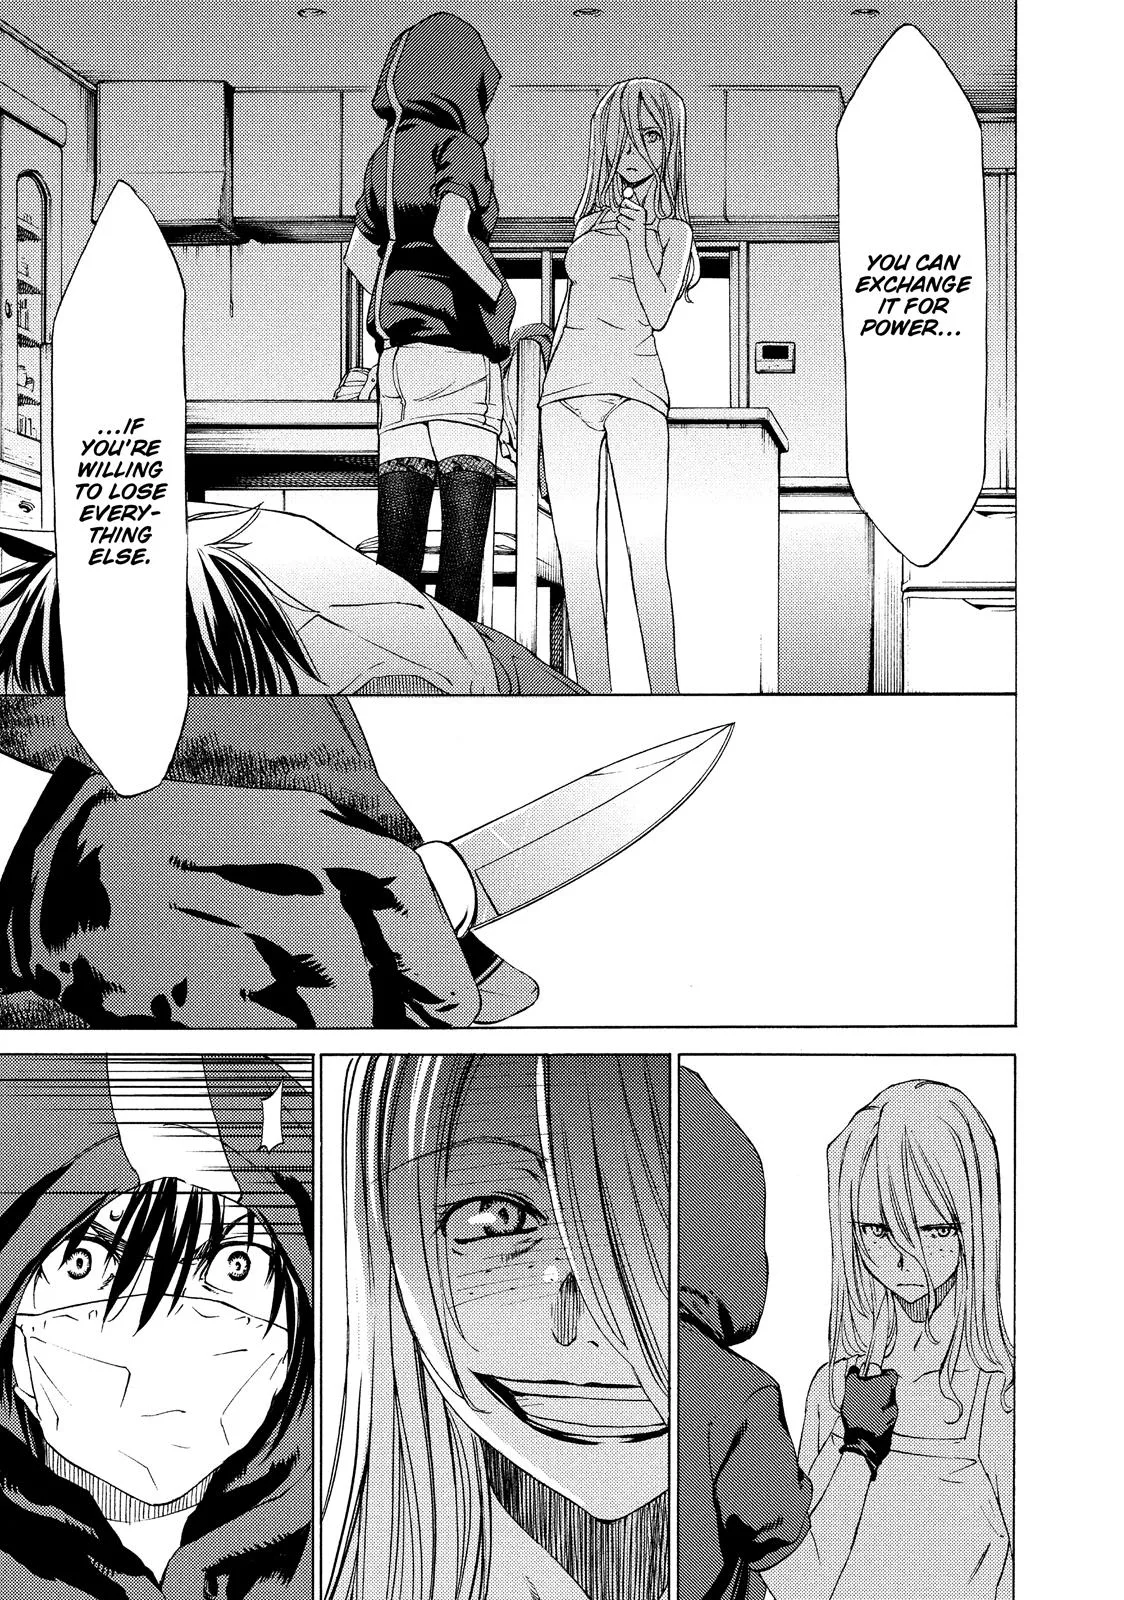 YOU CAN
EXCHANGE
IT FOR
POWER...
...IF
YOU'RE
WILLING
TO LOSE
EVERY-
THING
ELSE.